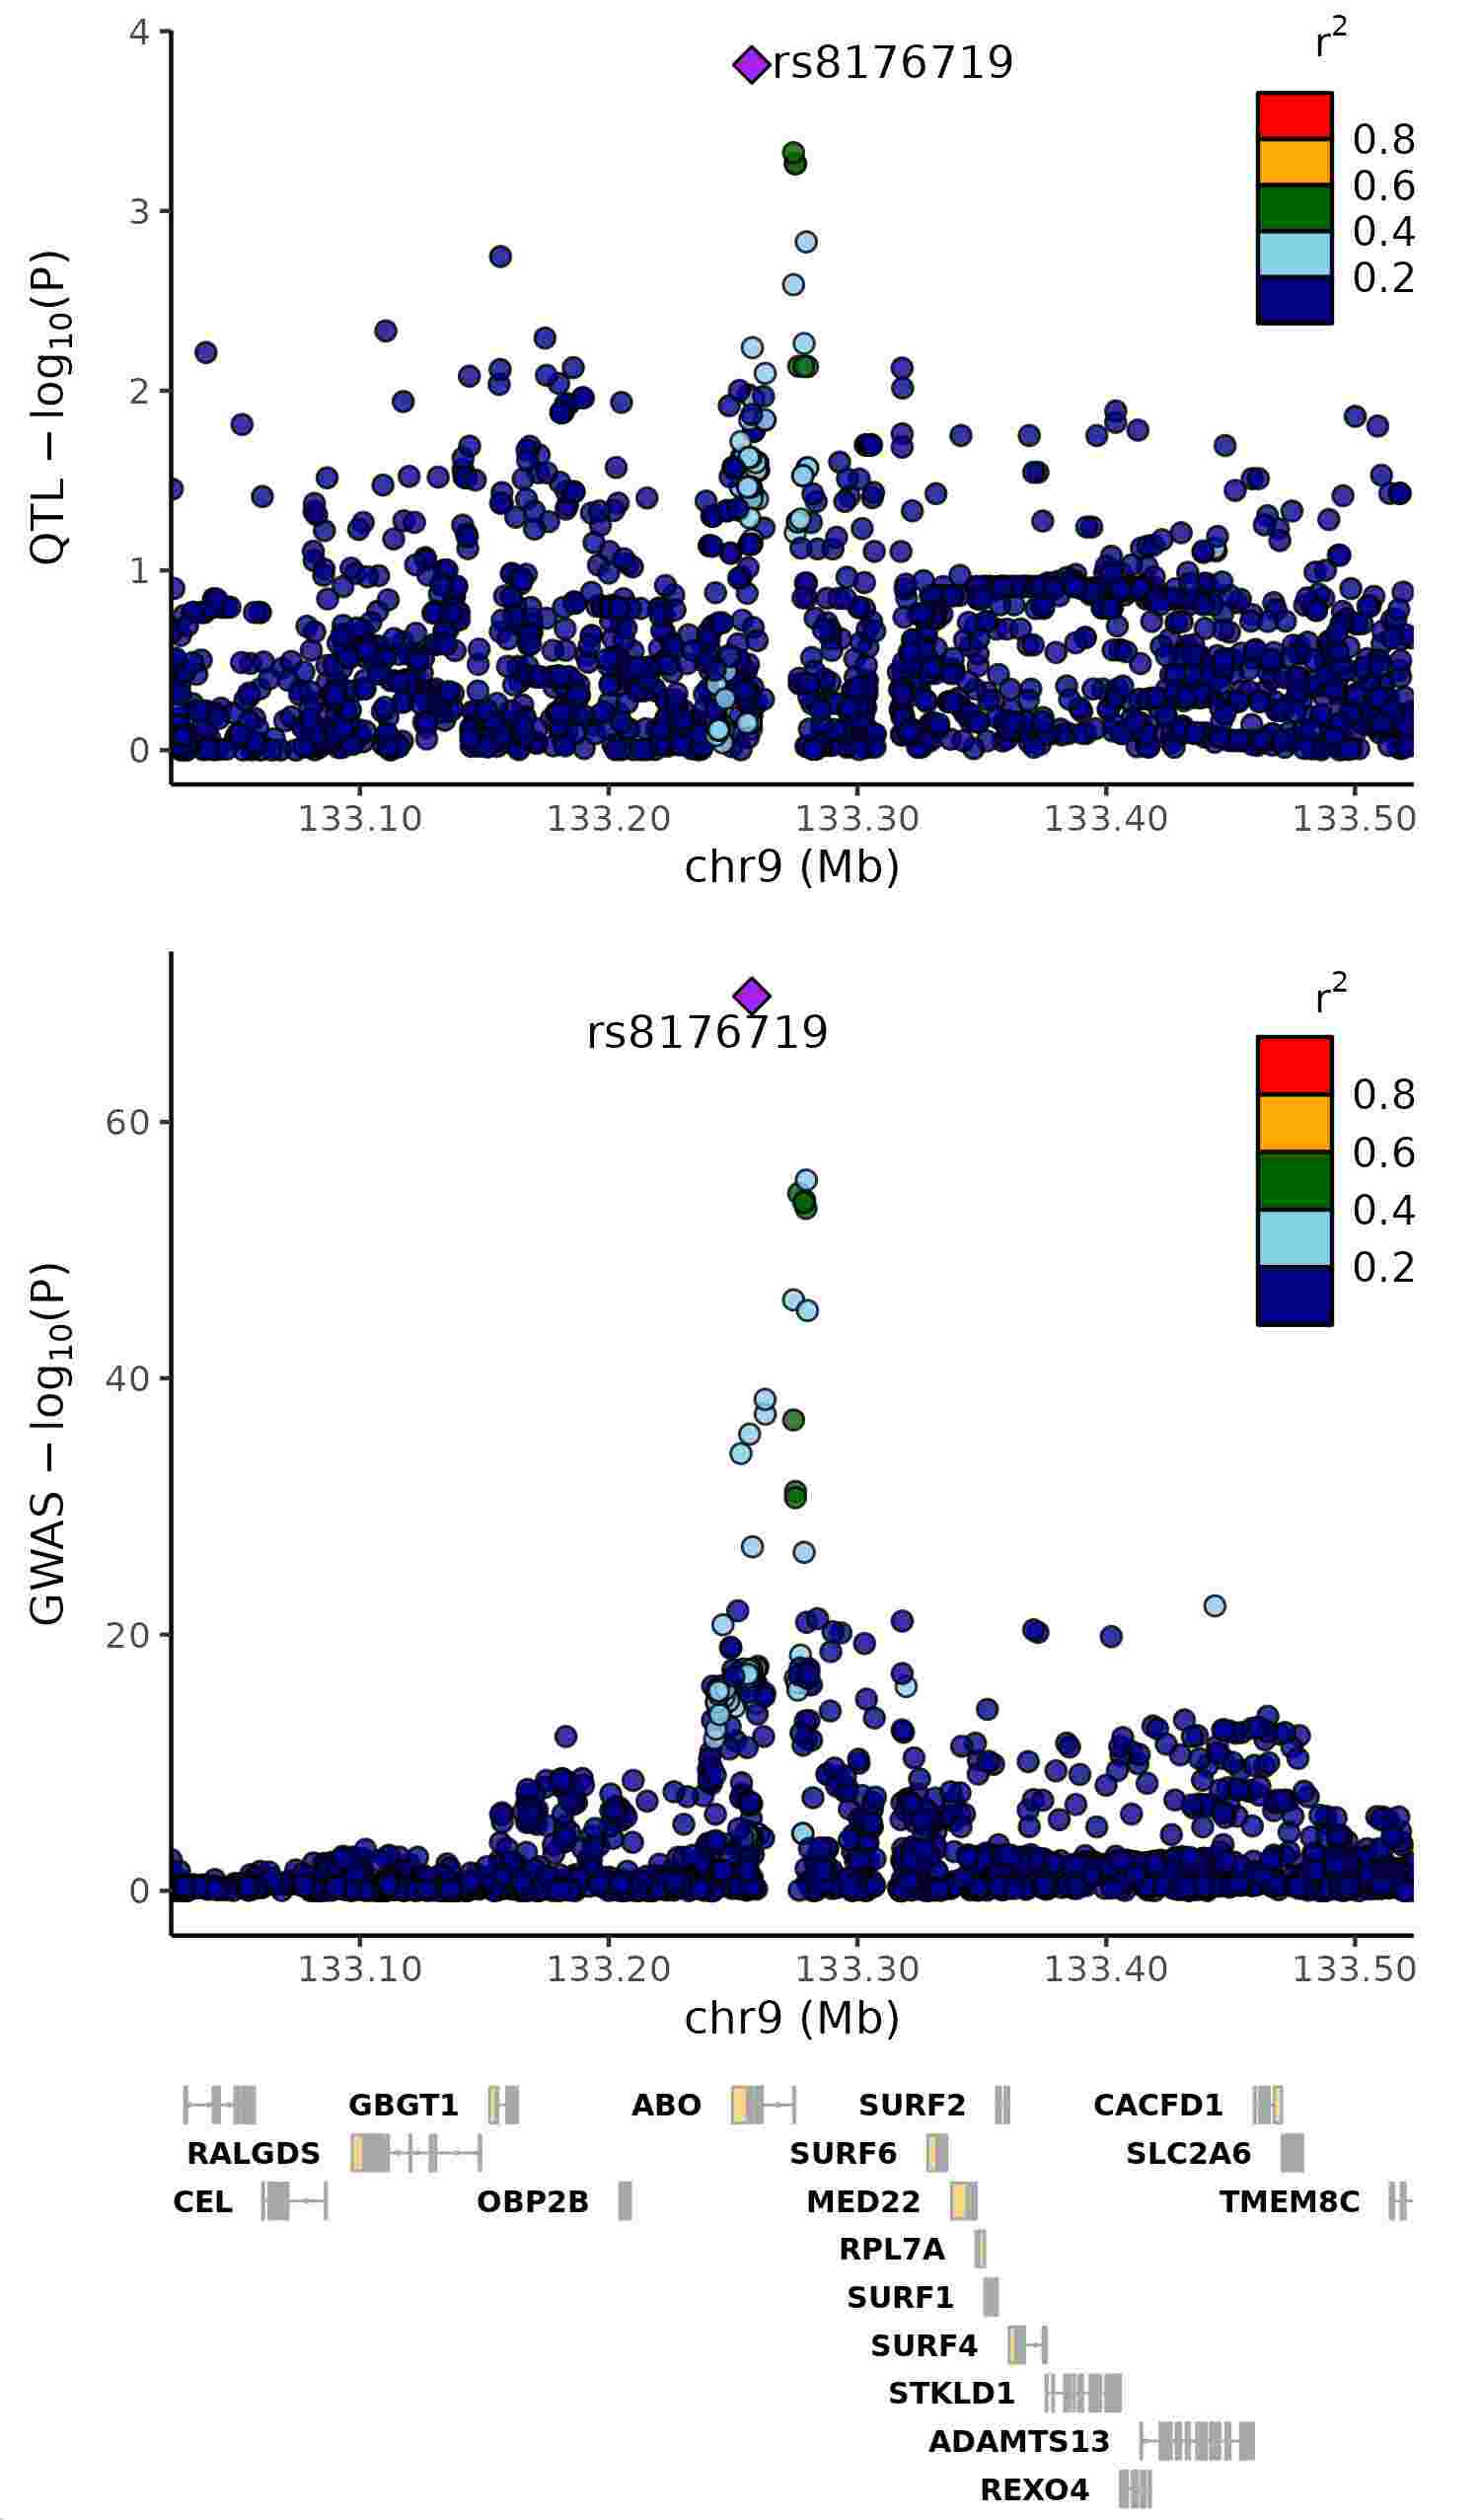 r2
4
rs8176719
0.8
0.6
0.4
0.2
3
2
1
0
QTL −log10(P)
133.10 133.20 133.30 133.40 133.50
chr9 (Mb)
r2
rs8176719
0.8
0.6
0.4
0.2
60
40
20
0
GWAS −log10(P)
133.10 133.20 133.30 133.40 133.50
chr9 (Mb)
GBGT1 ABO SURF2 CACFD1
RALGDS SURF6 SLC2A6
CEL OBP2B MED22 TMEM8C
RPL7A
SURF1
SURF4
STKLD1
ADAMTS13
REXO4